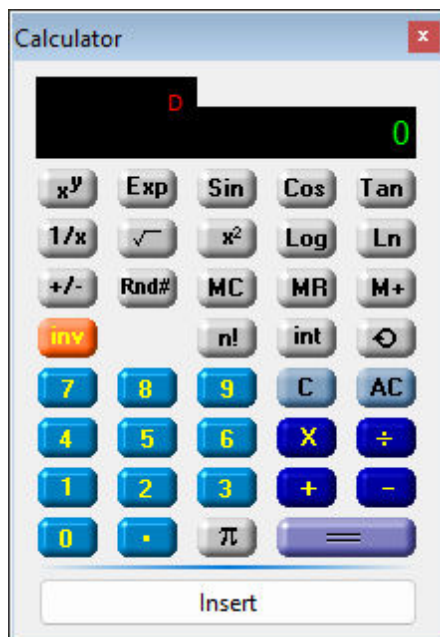 Calculator x
D
0
xʸ Exp Sin Cos Tan
1/x √ x² Log Ln
+/- Rnd# MC MR M+
inv n! int
7 8 9 C AC
4 5 6 X ÷
1 2 3 + −
0 . π =
Insert